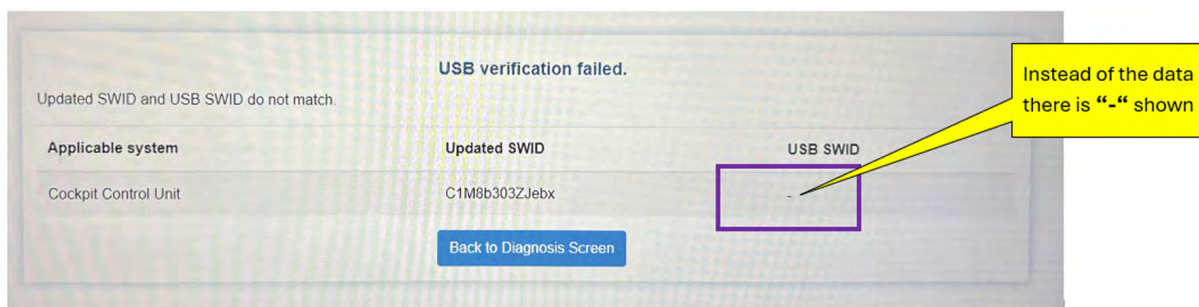 USB verification failed.
Updated SWID and USB SWID do not match.
Applicable system Updated SWID USB SWID
Cockpit Control Unit C1M8b303ZJebx -
Back to Diagnosis Screen
Instead of the data
there is “-“ shown